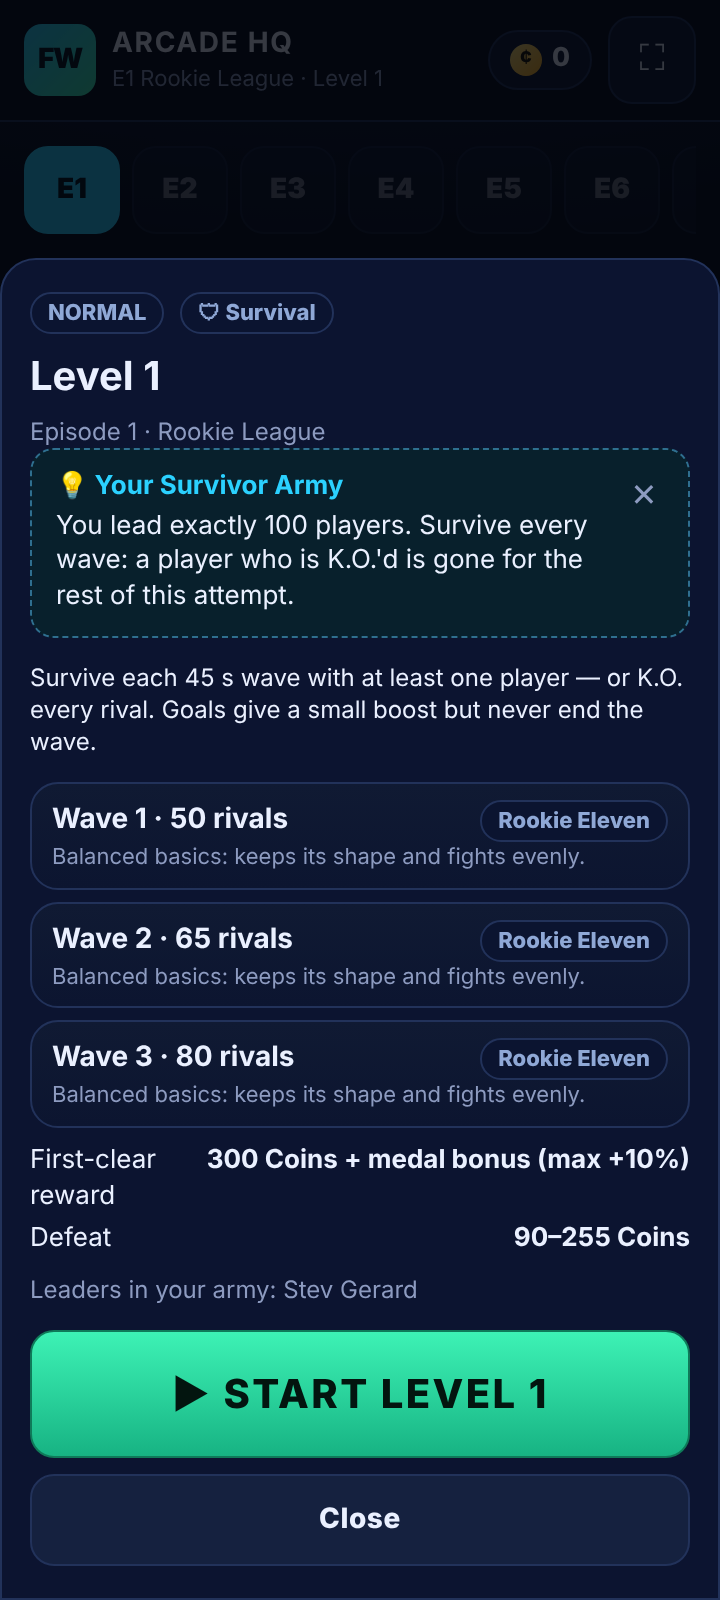 FW
ARCADE HQ
E1 Rookie League · Level 1
¢ 0
E1 E2 E3 E4 E5 E6
NORMAL
🛡 Survival
Level 1
Episode 1 · Rookie League
💡 Your Survivor Army
✕
You lead exactly 100 players. Survive every
wave: a player who is K.O.'d is gone for the
rest of this attempt.
Survive each 45 s wave with at least one player — or K.O.
every rival. Goals give a small boost but never end the
wave.
Wave 1 · 50 rivals
Rookie Eleven
Balanced basics: keeps its shape and fights evenly.
Wave 2 · 65 rivals
Rookie Eleven
Balanced basics: keeps its shape and fights evenly.
Wave 3 · 80 rivals
Rookie Eleven
Balanced basics: keeps its shape and fights evenly.
First-clear
reward
300 Coins + medal bonus (max +10%)
Defeat
90–255 Coins
Leaders in your army: Stev Gerard
▶ START LEVEL 1
Close